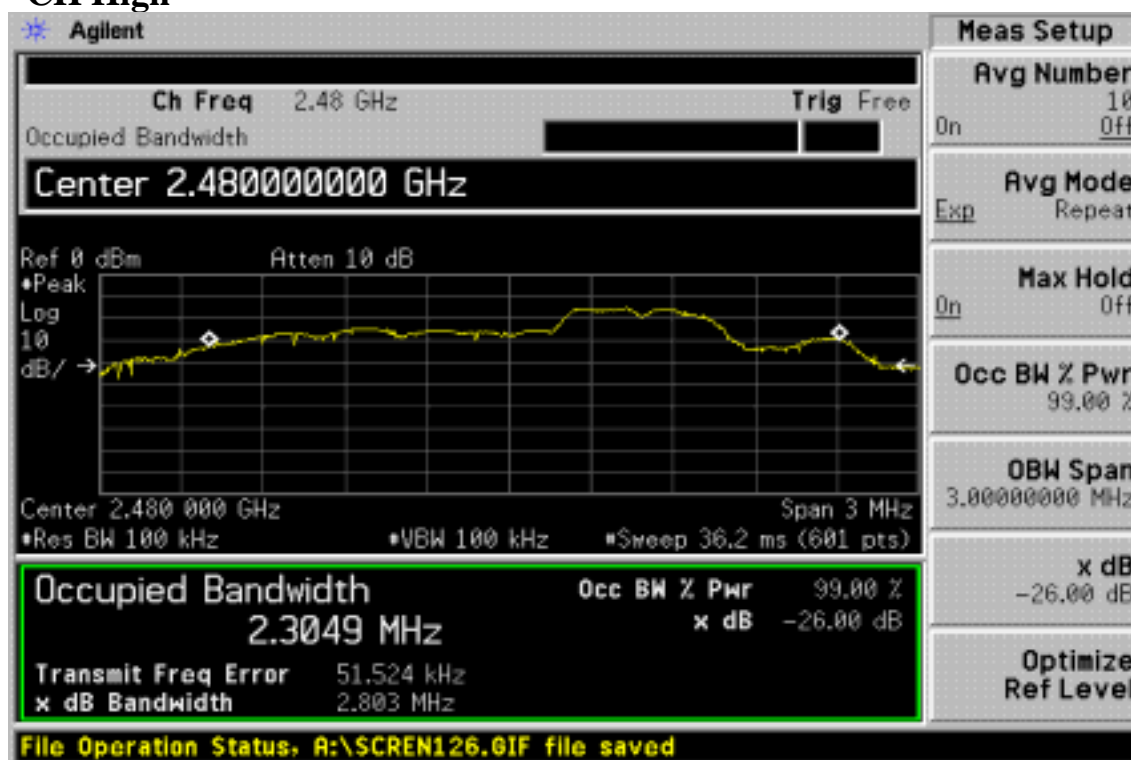 CH High
Agilent
Meas Setup
Ch Freq 2.48 GHz Trig Free
Occupied Bandwidth
Center 2.480000000 GHz
Ref 0 dBm Atten 10 dB
Peak
Log
10
dB/
Center 2.480 000 GHz Span 3 MHz
Res BW 100 kHz VBW 100 kHz Sweep 36.2 ms (601 pts)
Occupied Bandwidth
2.3049 MHz
Occ BW % Pwr 99.00 %
x dB -26.00 dB
Transmit Freq Error 51.524 kHz
x dB Bandwidth 2.803 MHz
File Operation Status, A:\SCREN126.GIF file saved
Avg Number
10
On Off
Avg Mode
Exp Repeat
Max Hold
On Off
Occ BW % Pwr
99.00 %
OBW Span
3.00000000 MHz
x dB
-26.00 dB
Optimize
Ref Level